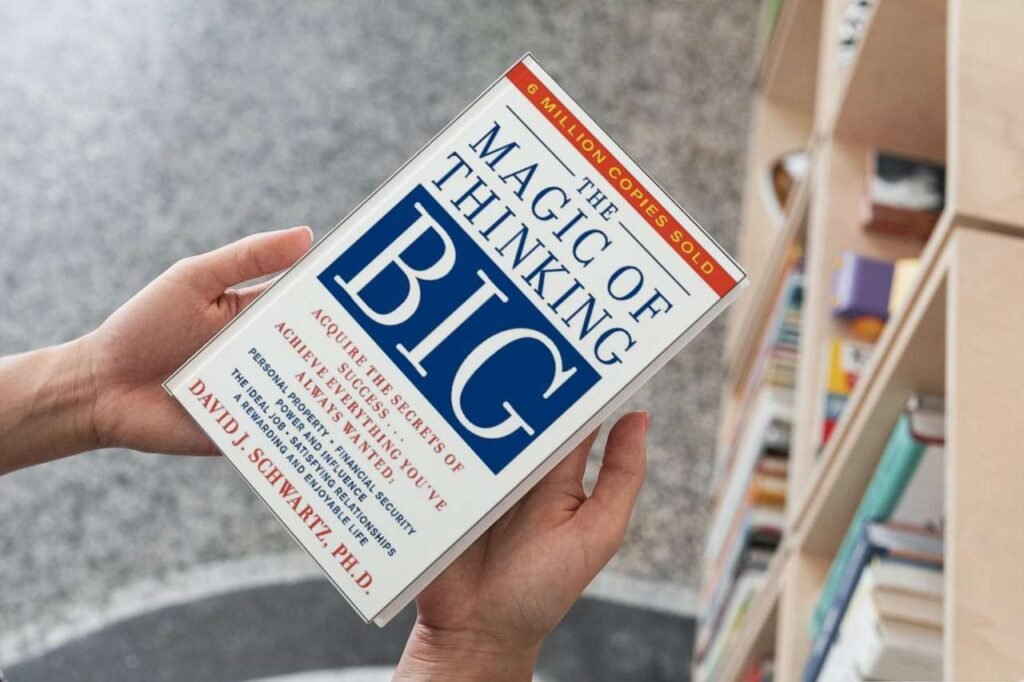 6 MILLION COPIES SOLD
THE
MAGIC OF
THINKING
BIG
ACQUIRE THE SECRETS OF
SUCCESS . . .
ACHIEVE EVERYTHING YOU'VE
ALWAYS WANTED:
PERSONAL PROPERTY • FINANCIAL SECURITY
POWER AND INFLUENCE
THE IDEAL JOB • SATISFYING RELATIONSHIPS
A REWARDING AND ENJOYABLE LIFE
DAVID J. SCHWARTZ, PH.D.